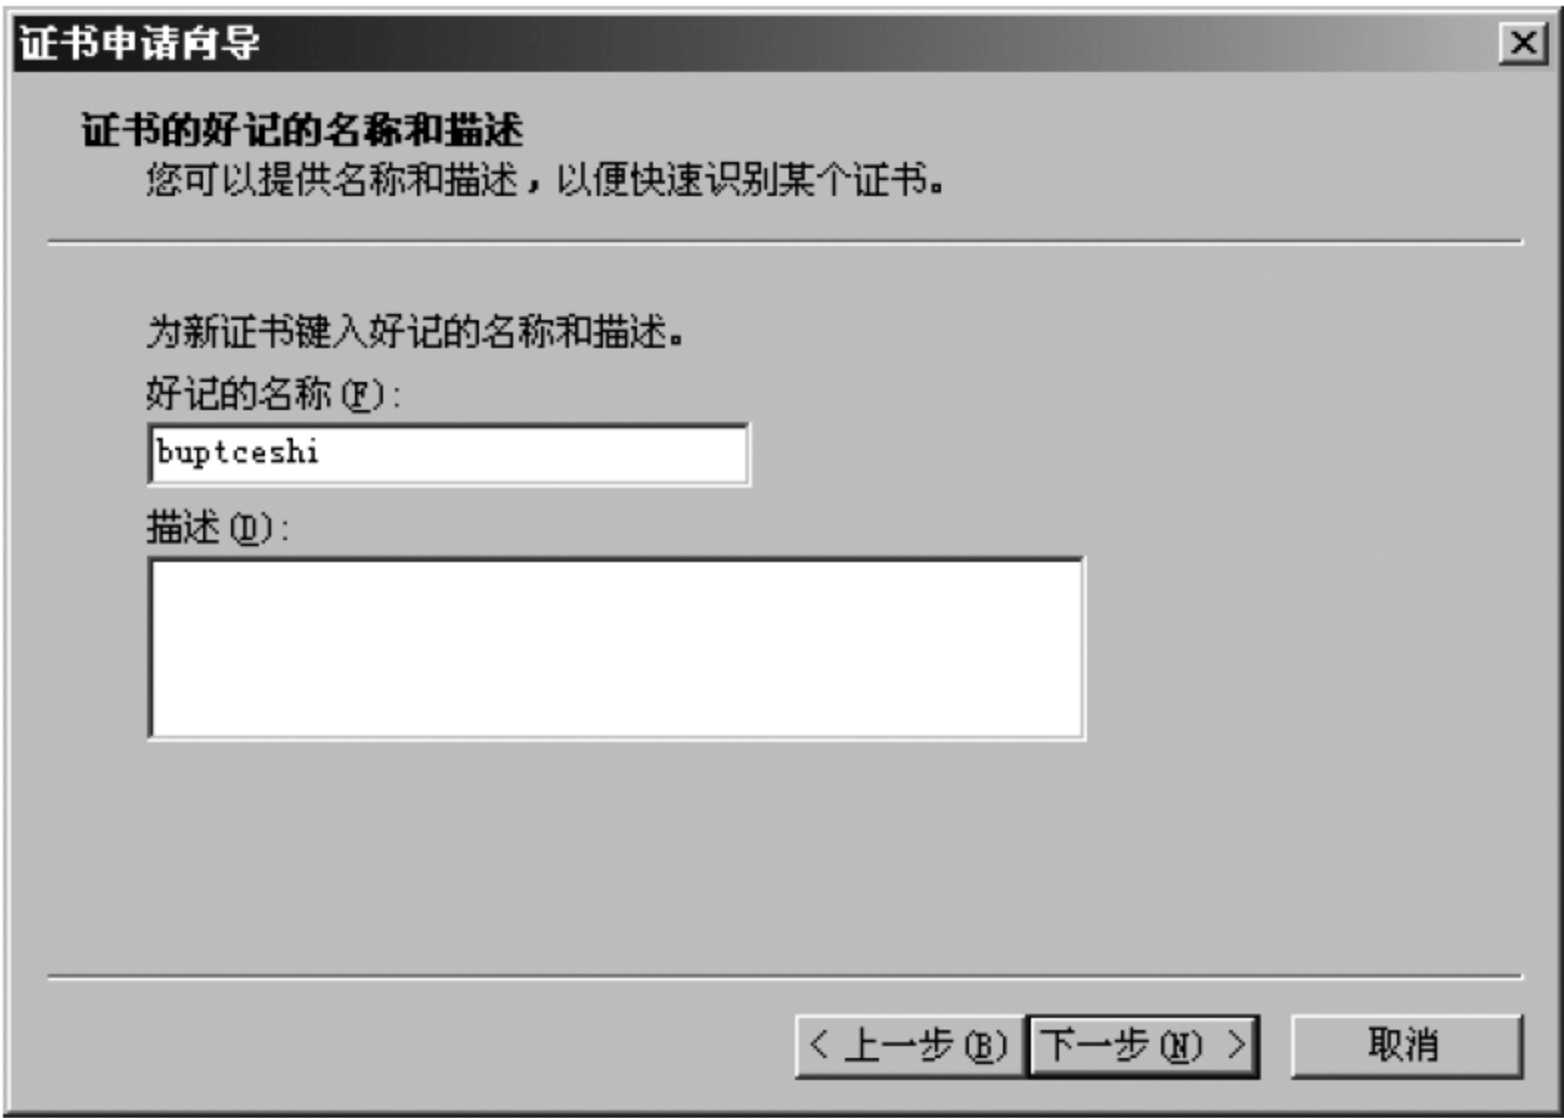 证书申请向导
证书的好记的名称和描述
您可以提供名称和描述，以便快速识别某个证书。
为新证书键入好记的名称和描述。
好记的名称(F):
buptceshi
描述(D):
< 上一步(B) 下一步(N) > 取消